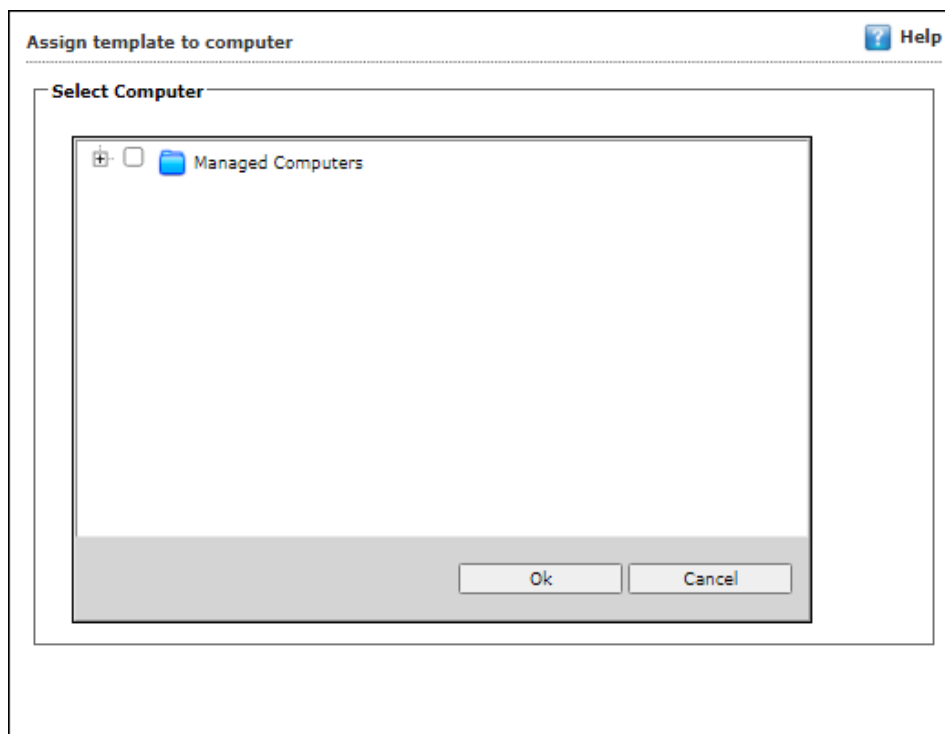 Assign template to computer
Help
Select Computer
Managed Computers
Ok Cancel